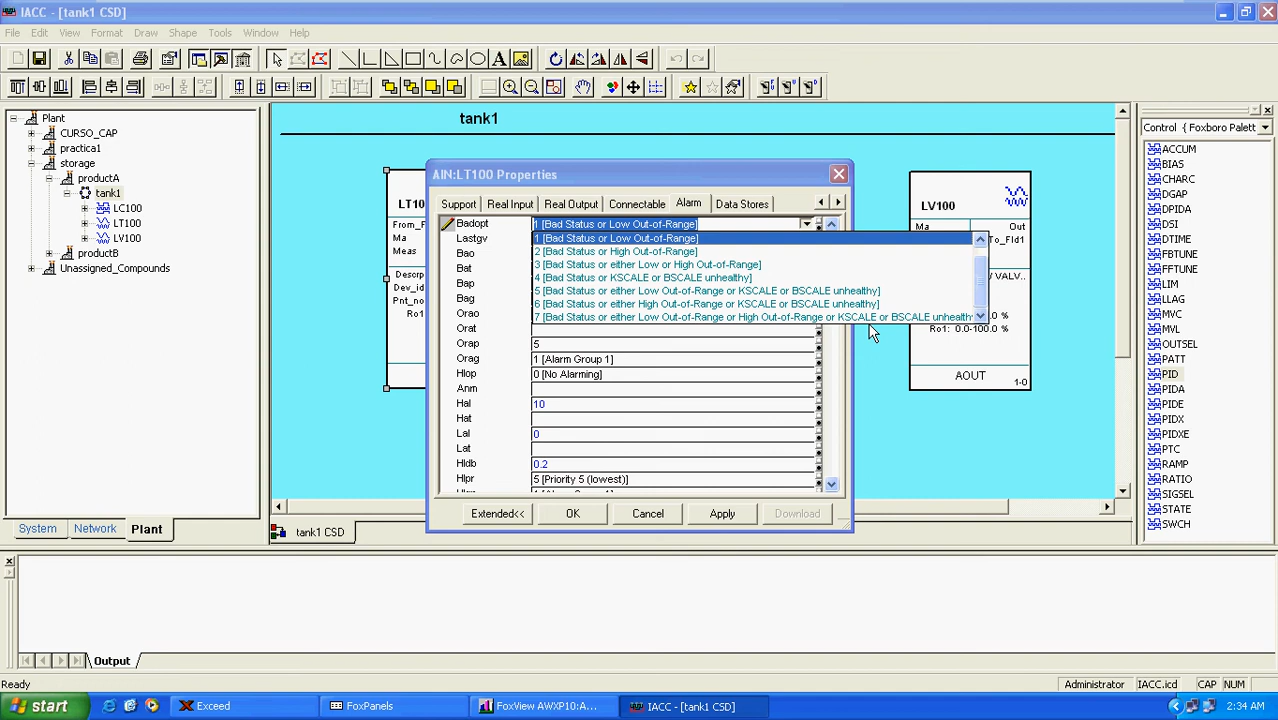 IACC - [tank1 CSD]
File Edit View Format Draw Shape Tools Window Help
Plant
CURSO_CAP
practica1
storage
productA
tank1
LC100
LT100
LV100
productB
Unassigned_Compounds
System Network Plant
tank1
LT100
From_F
Ma
Meas
Descrp
Dev_id
Pnt_no
Ro1
AIN:LT100 Properties
Support Real Input Real Output Connectable Alarm Data Stores
Badopt 1 [Bad Status or Low Out-of-Range]
Lastgv 1 [Bad Status or Low Out-of-Range]
Bao 2 [Bad Status or High Out-of-Range]
Bat 3 [Bad Status or either Low or High Out-of-Range]
Bap 4 [Bad Status or KSCALE or BSCALE unhealthy]
Bag 5 [Bad Status or either Low Out-of-Range or KSCALE or BSCALE unhealthy]
Orao 6 [Bad Status or either High Out-of-Range or KSCALE or BSCALE unhealthy]
Orat 7 [Bad Status or either Low Out-of-Range or High Out-of-Range or KSCALE or BSCALE unhealth
Orap 5
Orag 1 [Alarm Group 1]
Hlop 0 [No Alarming]
Anm
Hal 10
Hat
Lal 0
Lat
Hldb 0.2
Hlpr 5 [Priority 5 (lowest)]
Extended<< OK Cancel Apply Download
LV100
Ma Out
To_Fld1
/ VALV..
.0 %
Ro1: 0.0-100.0 %
AOUT 1-0
tank1 CSD
Control { Foxboro Palett
ACCUM
BIAS
CHARC
DGAP
DPIDA
DSI
DTIME
FBTUNE
FFTUNE
LIM
LLAG
MVC
MVL
OUTSEL
PATT
PID
PIDA
PIDE
PIDX
PIDXE
PTC
RAMP
RATIO
SIGSEL
STATE
SWCH
Output
Ready
Administrator IACC.icd CAP NUM
start Exceed FoxPanels FoxView AWXP10:A... IACC - [tank1 CSD] 2:34 AM